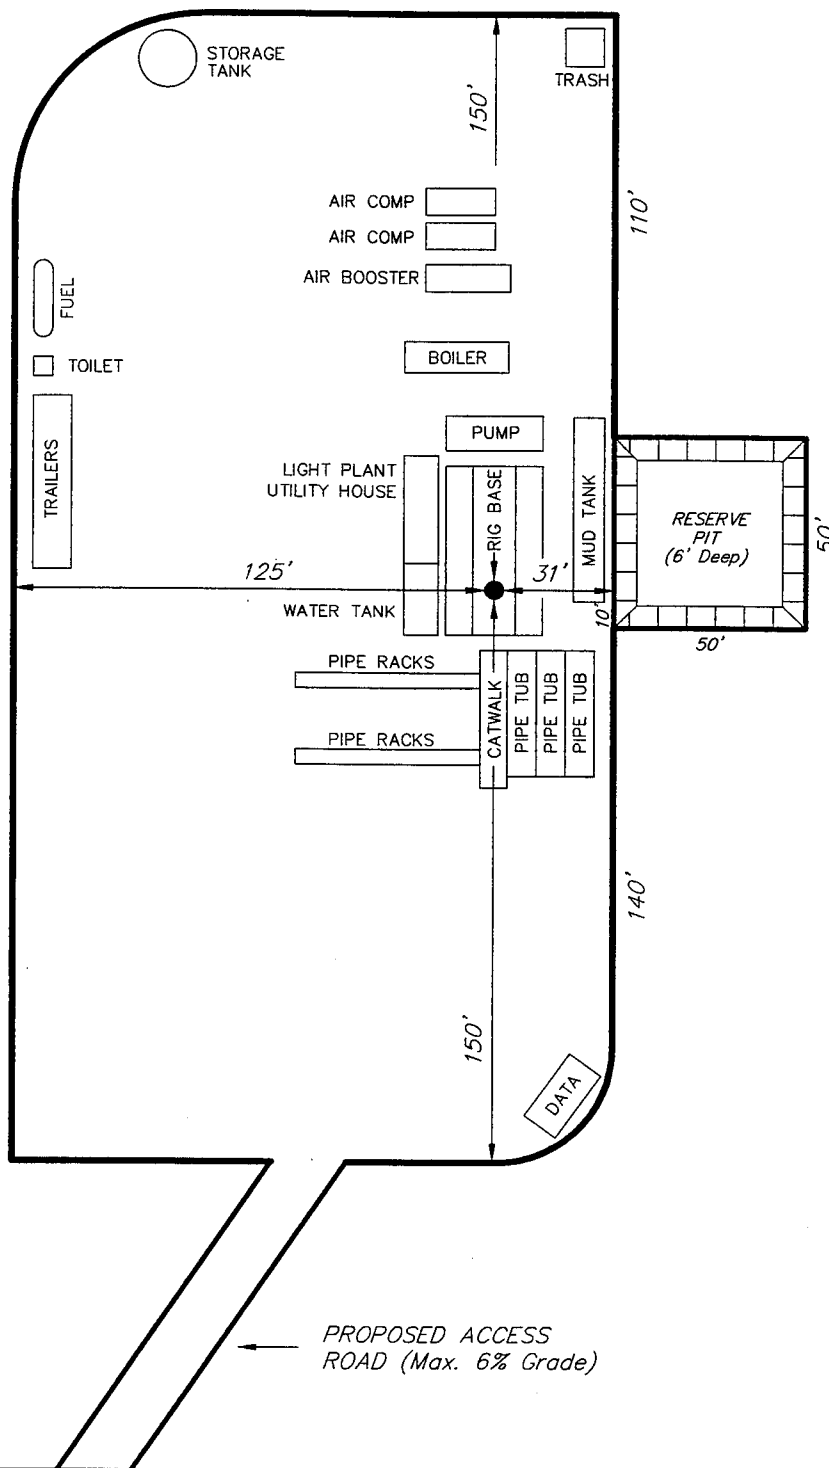 STORAGE
TANK
TRASH
150'
AIR COMP
110'
AIR COMP
AIR BOOSTER
FUEL
BOILER
TOILET
PUMP
TRAILERS
LIGHT PLANT
UTILITY HOUSE
RIG BASE
MUD TANK
RESERVE
PIT
(6' Deep)
50'
125'
31'
WATER TANK
10'
50'
PIPE RACKS
CATWALK
PIPE TUB
PIPE TUB
PIPE TUB
PIPE RACKS
140'
150'
DATA
PROPOSED ACCESS
ROAD (Max. 6% Grade)